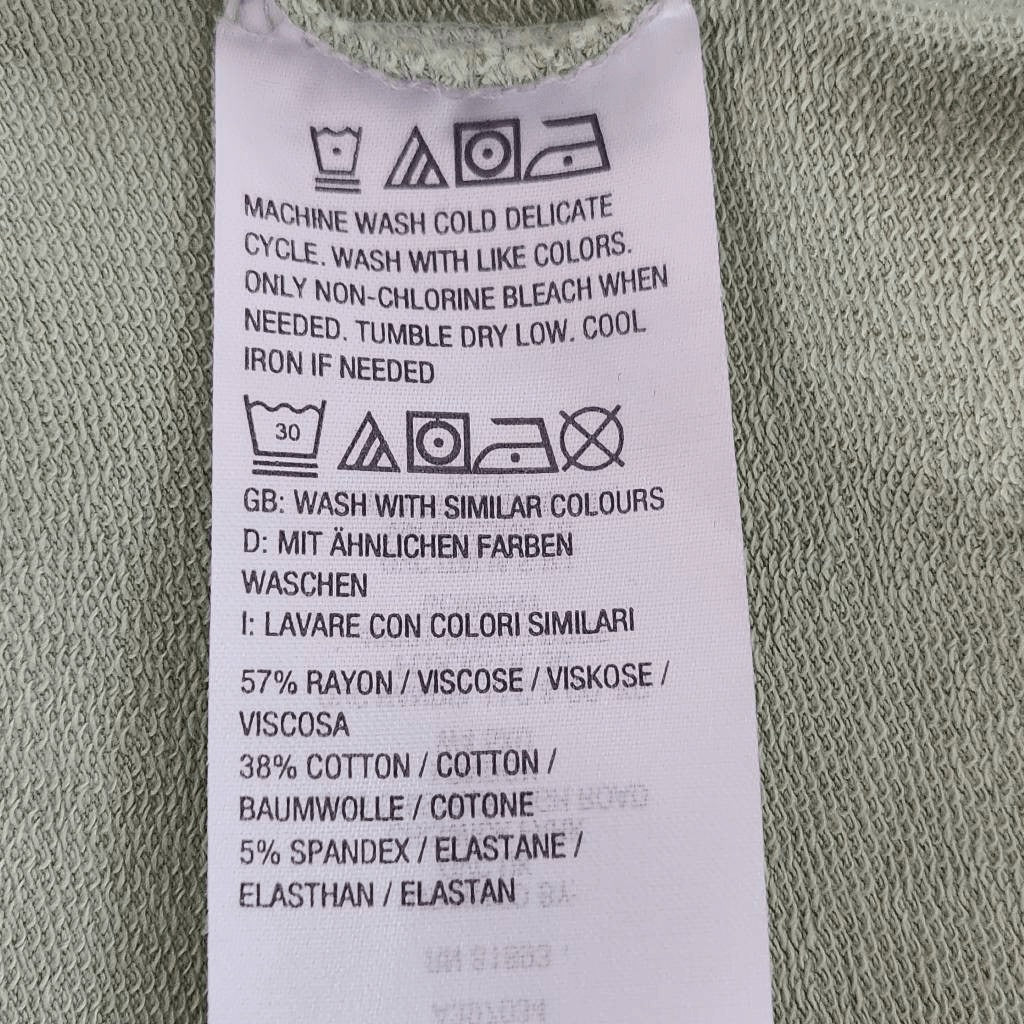 MACHINE WASH COLD DELICATE
CYCLE. WASH WITH LIKE COLORS.
ONLY NON-CHLORINE BLEACH WHEN
NEEDED. TUMBLE DRY LOW. COOL
IRON IF NEEDED
30
GB: WASH WITH SIMILAR COLOURS
D: MIT ÄHNLICHEN FARBEN
WASCHEN
I: LAVARE CON COLORI SIMILARI
57% RAYON / VISCOSE / VISKOSE /
VISCOSA
38% COTTON / COTTON /
BAUMWOLLE / COTONE
5% SPANDEX / ELASTANE /
ELASTHAN / ELASTAN